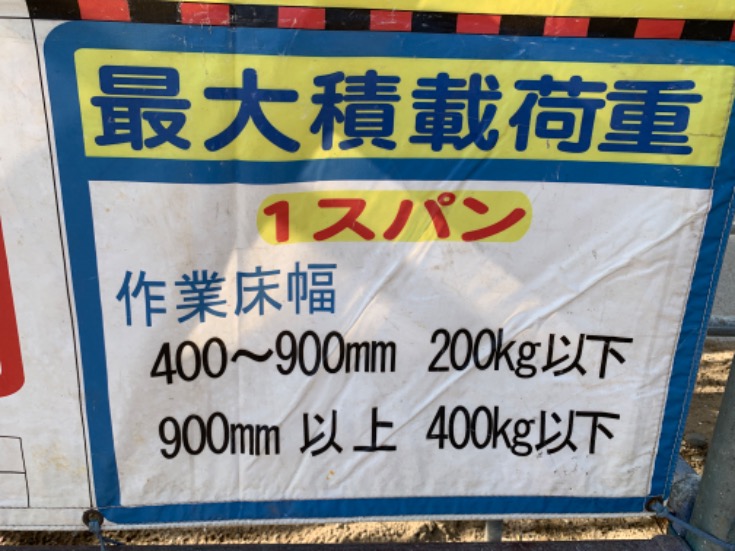 最大積載荷重
1スパン
作業床幅
400～900mm 200kg以下
900mm 以上 400kg以下